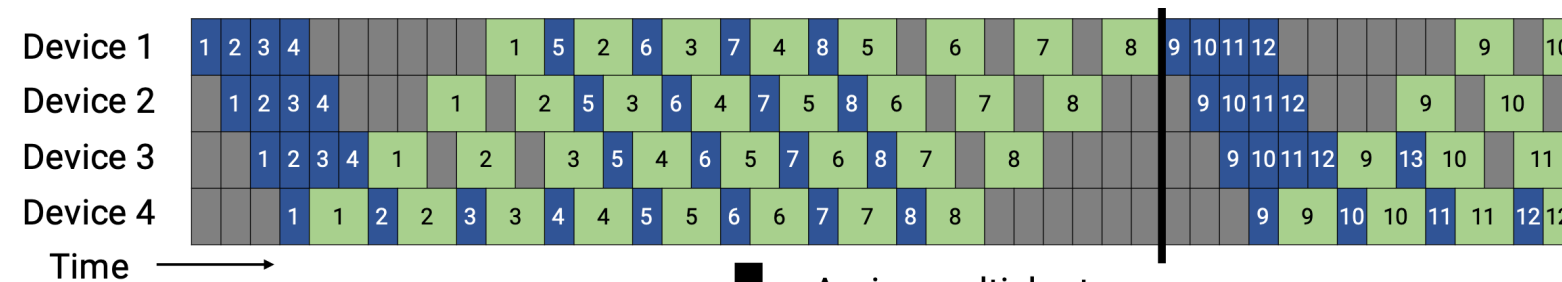 Device 1 1 2 3 4 1 5 2 6 3 7 4 8 5 6 7 8 9 10 11 12 9
Device 2 1 2 3 4 1 2 5 3 6 4 7 5 8 6 7 8 9 10 11 12 9 10
Device 3 1 2 3 4 1 2 3 5 4 6 5 7 6 8 7 8 9 10 11 12 9 13 10 11
Device 4 1 1 2 2 3 3 4 4 5 5 6 6 7 7 8 8 9 9 10 10 11 11 12
Time